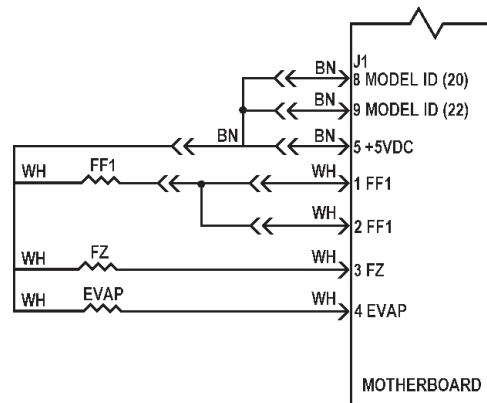 J1
BN 8 MODEL ID (20)
BN 9 MODEL ID (22)
BN BN 5 +5VDC
WH FF1 WH 1 FF1
WH 2 FF1
WH FZ WH 3 FZ
WH EVAP WH 4 EVAP
MOTHERBOARD